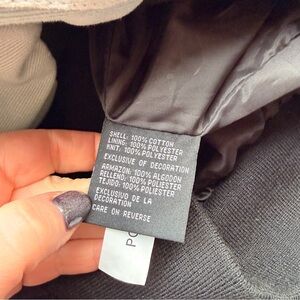 SHELL: 100% COTTON
LINING: 100% POLYESTER
KNIT: 100% POLYESTER
EXCLUSIVE OF DECORATION
ARMAZON: 100% ALGODON
RELLENO: 100% POLIESTER
TEJIDO: 100% POLIESTER
EXCLUSIVO DE LA
DECORATION
CARE ON REVERSE